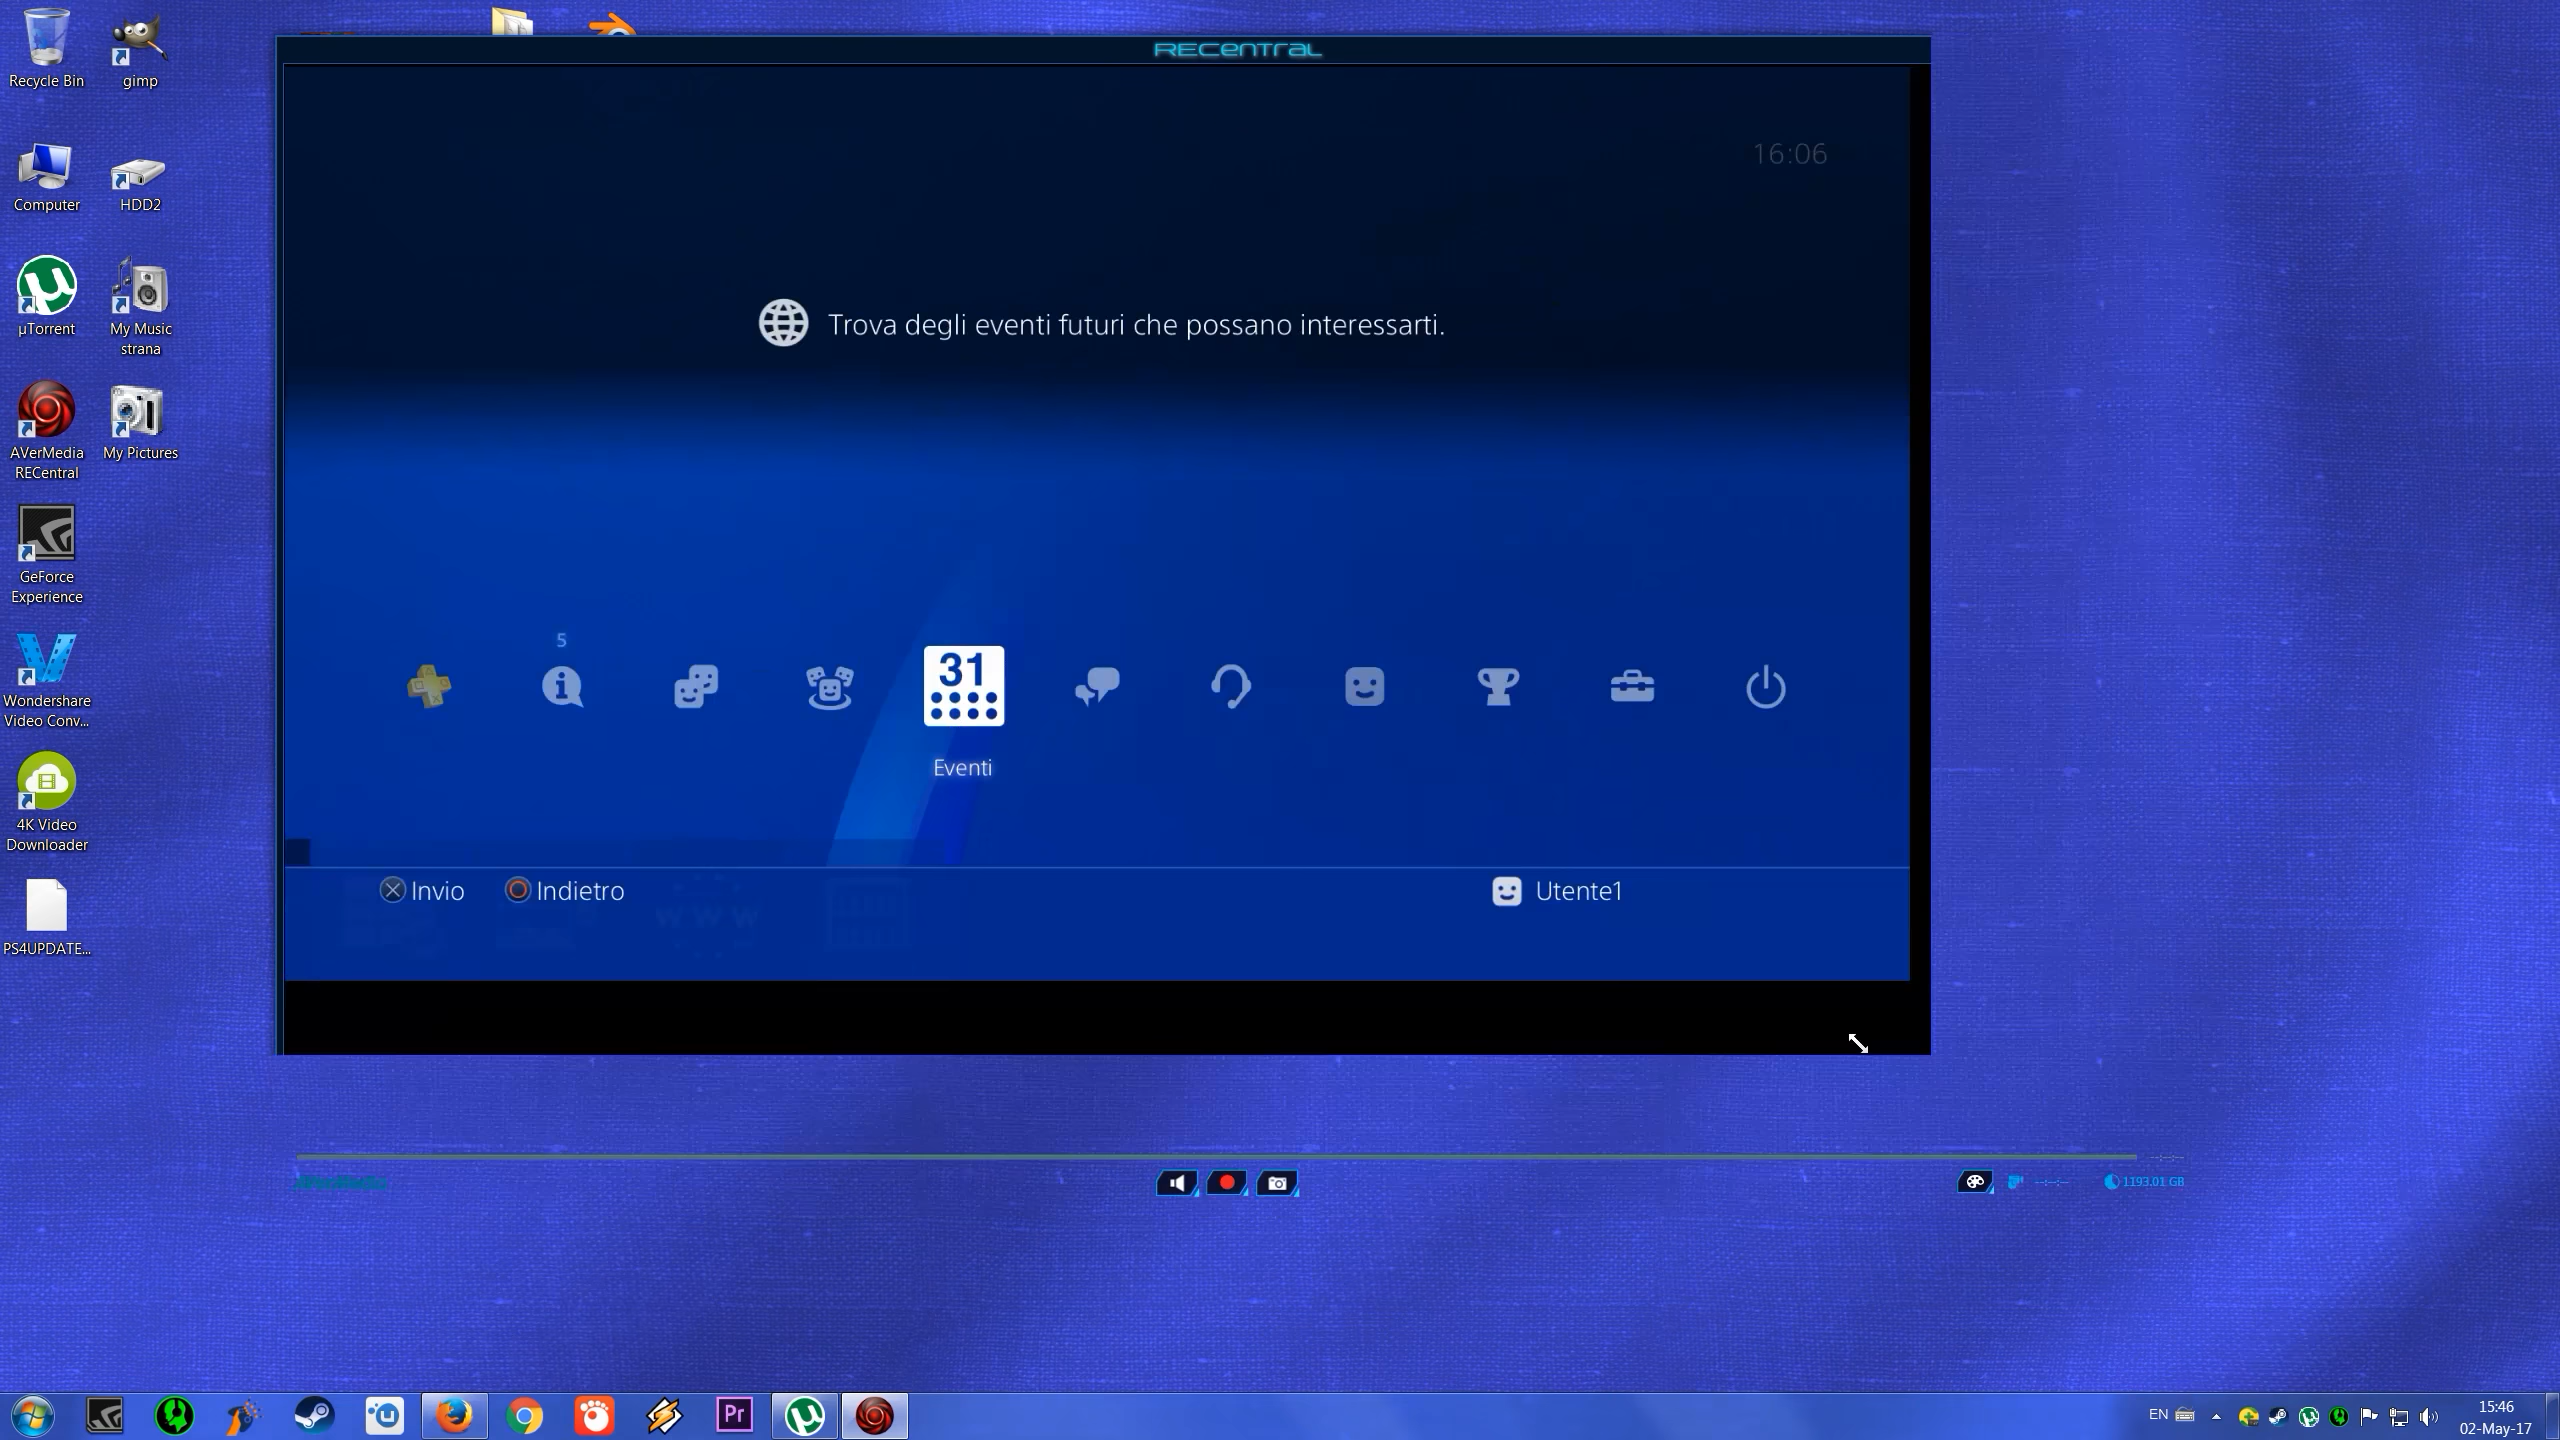 Recycle Bin
gimp
Computer
HDD2
µTorrent
My Music
strana
AVerMedia
RECentral
My Pictures
GeForce
Experience
Wondershare
Video Conv...
4K Video
Downloader
PS4UPDATE...
RECentral
16:06
Trova degli eventi futuri che possano interessarti.
5
31
Eventi
Invio
Indietro
Utente1
W W W
AVerMedia
--:--:--
--:--:--
1193.01 GB
Pr
EN
15:46
02-May-17